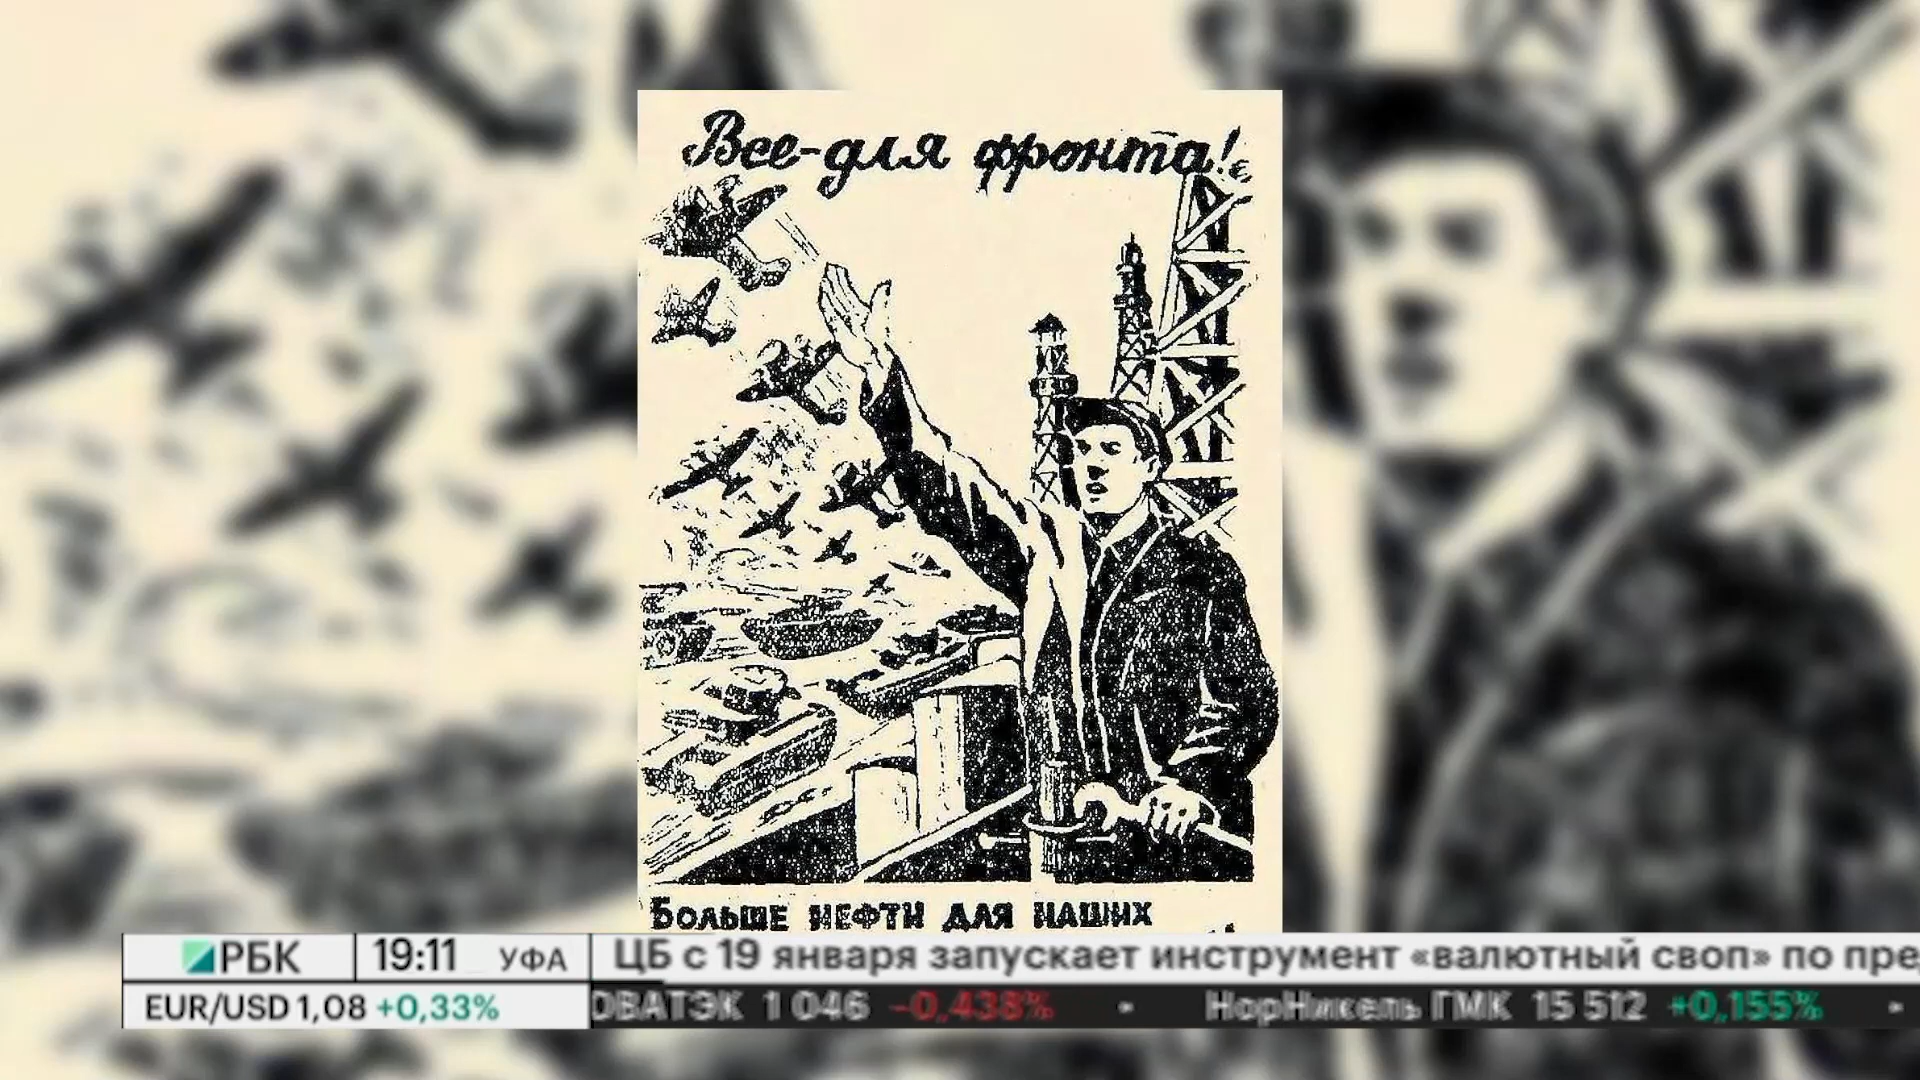 Все-для фронта!
БОЛЬШЕ НЕФТИ ДЛЯ НАШИХ
РБК
19:11 УФА
ЦБ с 19 января запускает инструмент «валютный своп» по пре
EUR/USD 1,08 +0,33%
ОВАТЭК 1 046 -0,438% • НорНикель ГМК 15 512 +0,155% •